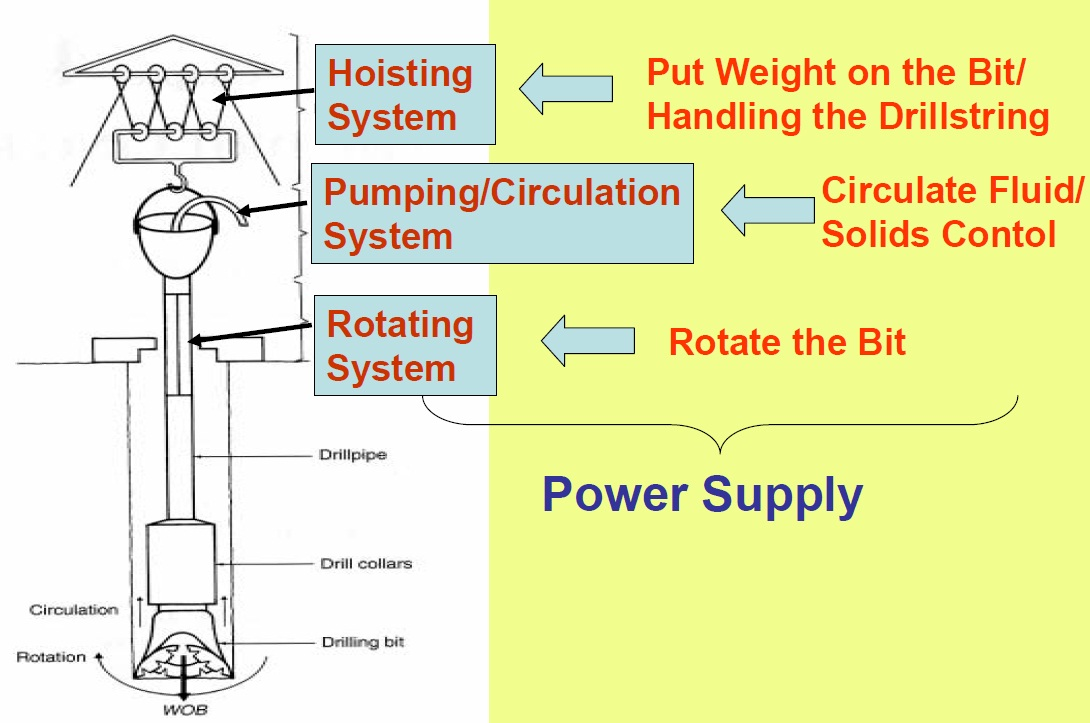 Hoisting
System
Put Weight on the Bit/
Handling the Drillstring
Pumping/Circulation
System
Circulate Fluid/
Solids Contol
Rotating
System
Rotate the Bit
Power Supply
Drillpipe
Drill collars
Circulation
Drilling bit
Rotation
WOB